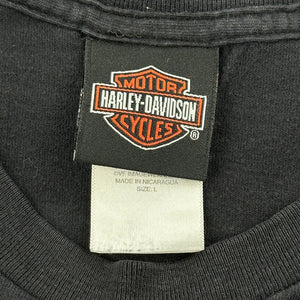 MOTOR
HARLEY-DAVIDSON
CYCLES
®
MADE IN NICARAGUA
SIZE: L